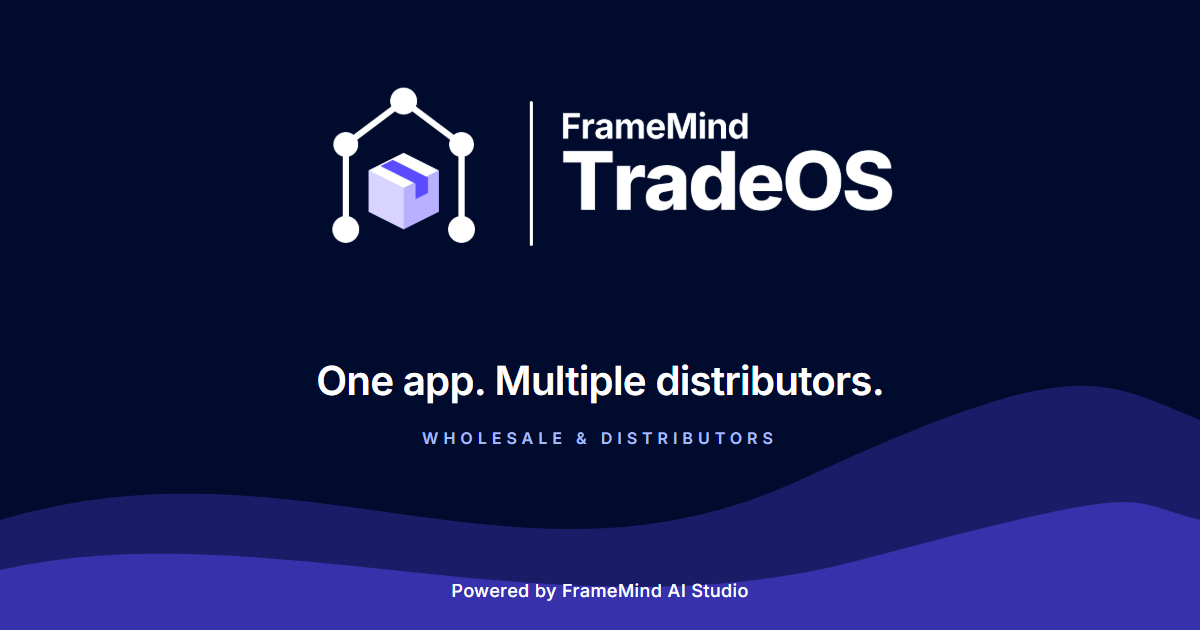 FrameMind
TradeOS
One app. Multiple distributors.
WHOLESALE & DISTRIBUTORS
Powered by FrameMind AI Studio